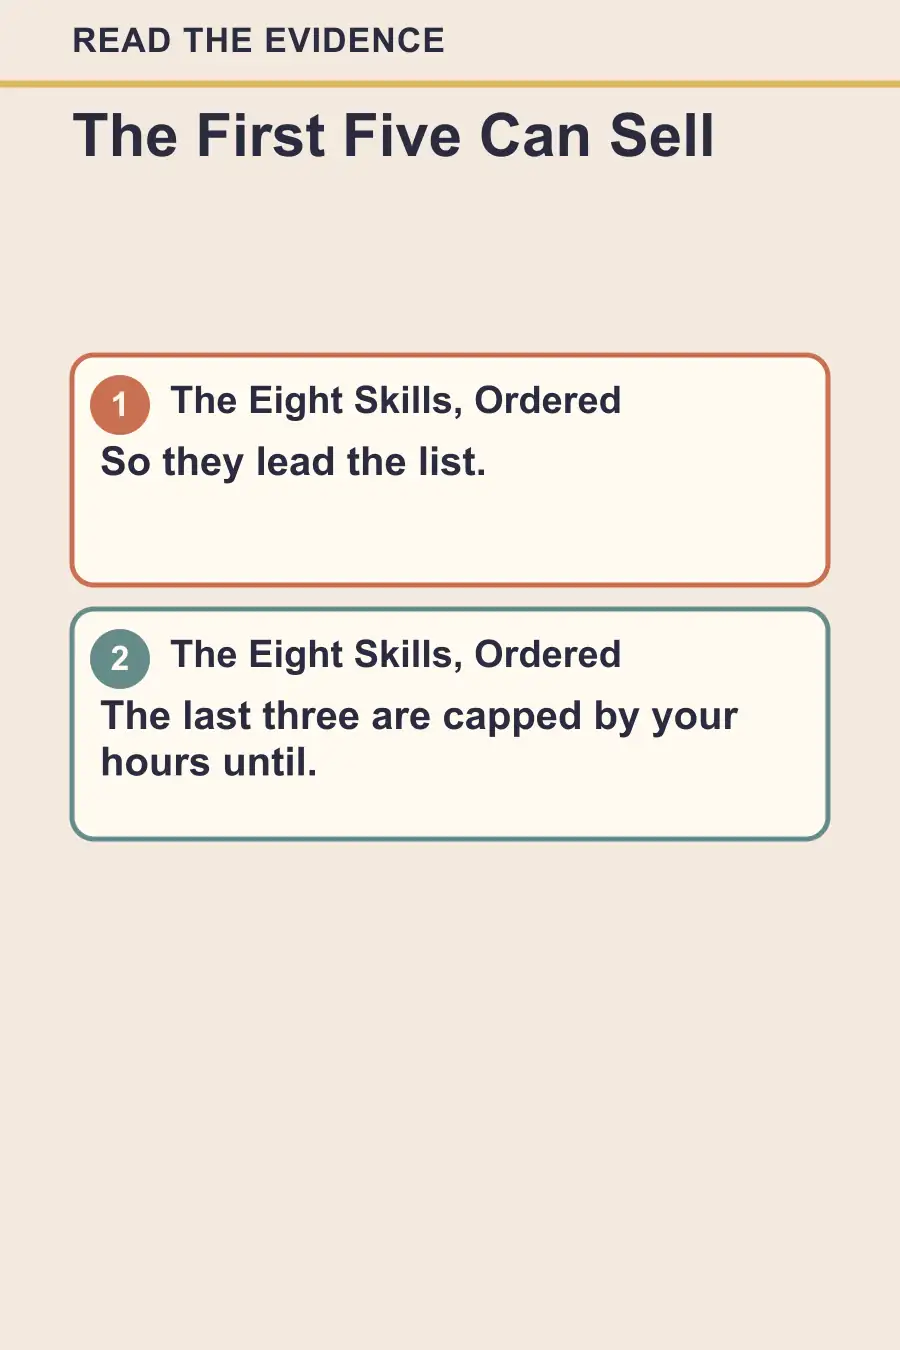 READ THE EVIDENCE
The First Five Can Sell
1 The Eight Skills, Ordered
So they lead the list.
2 The Eight Skills, Ordered
The last three are capped by your
hours until.